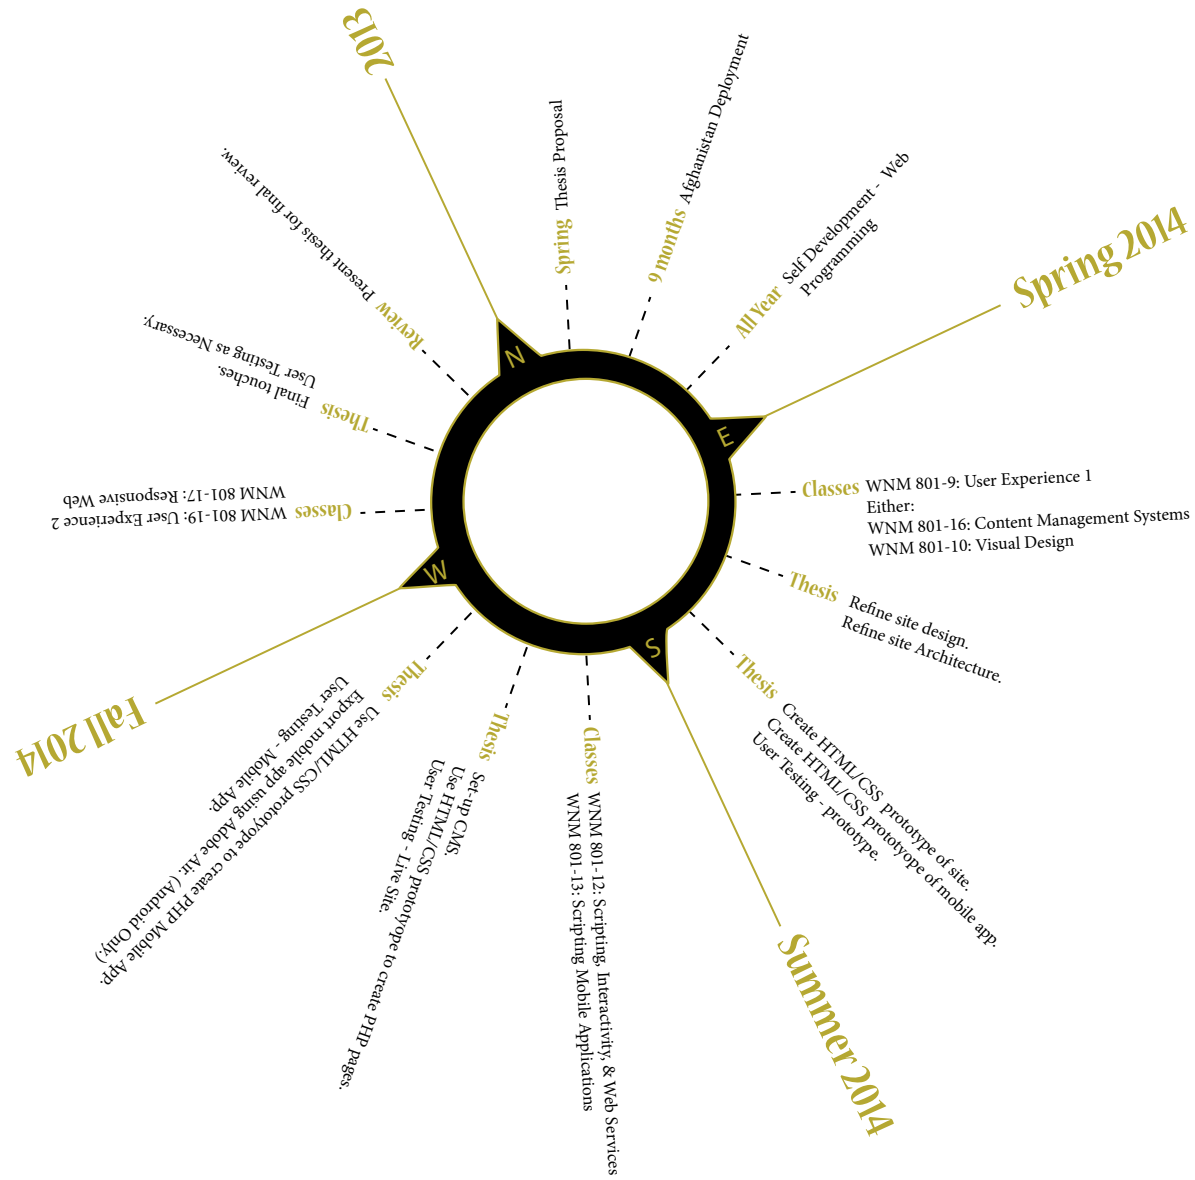 2013
N
Spring Thesis Proposal
9 months Afghanistan Deployment
All Year Self Development - Web
Programming
Spring 2014
E
Classes WNM 801-9: User Experience 1
Either:
WNM 801-16: Content Management Systems
WNM 801-10: Visual Design
Thesis Refine site design.
Refine site Architecture.
Thesis Create HTML/CSS prototype of site.
Create HTML/CSS prototyope of mobile app.
User Testing - prototype.
Summer 2014
S
Classes WNM 801-12: Scripting, Interactivity, & Web Services
WNM 801-13: Scripting Mobile Applications
Thesis Set-up CMS.
Use HTML/CSS prototyope to create PHP pages.
User Testing - Live Site.
Thesis Use HTML/CSS prototyope to create PHP Mobile App.
Export mobile app using Adobe Air. (Android Only.)
User Testing - Mobile App.
Fall 2014
W
Classes WNM 801-19: User Experience 2
WNM 801-17: Responsive Web
Thesis Final touches.
User Testing as Necessary.
Review Present thesis for final review.